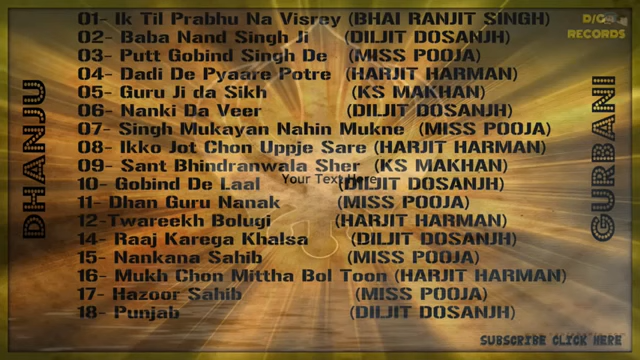 01- Ik Til Prabhu Na Visrey (BHAI RANJIT SINGH)
02- Baba Nand Singh Ji (DILJIT DOSANJH)
03- Putt Gobind Singh De (MISS POOJA)
04- Dadi De Pyaare Potre (HARJIT HARMAN)
05- Guru Ji da Sikh (KS MAKHAN)
06- Nanki Da Veer (DILJIT DOSANJH)
07- Singh Mukayan Nahin Mukne (MISS POOJA)
08- Ikko Jot Chon Uppje Sare (HARJIT HARMAN)
09- Sant Bhindranwala Sher (KS MAKHAN)
10- Gobind De Laal (DILJIT DOSANJH)
Your Text Here
11- Dhan Guru Nanak (MISS POOJA)
12-Twareekh Bolugi (HARJIT HARMAN)
14- Raaj Karega Khalsa (DILJIT DOSANJH)
15- Nankana Sahib (MISS POOJA)
16- Mukh Chon Mittha Bol Toon (HARJIT HARMAN)
17- Hazoor Sahib (MISS POOJA)
18- Punjab (DILJIT DOSANJH)
DHANJU
GURBANI
RECORDS
SUBSCRIBE CLICK HERE